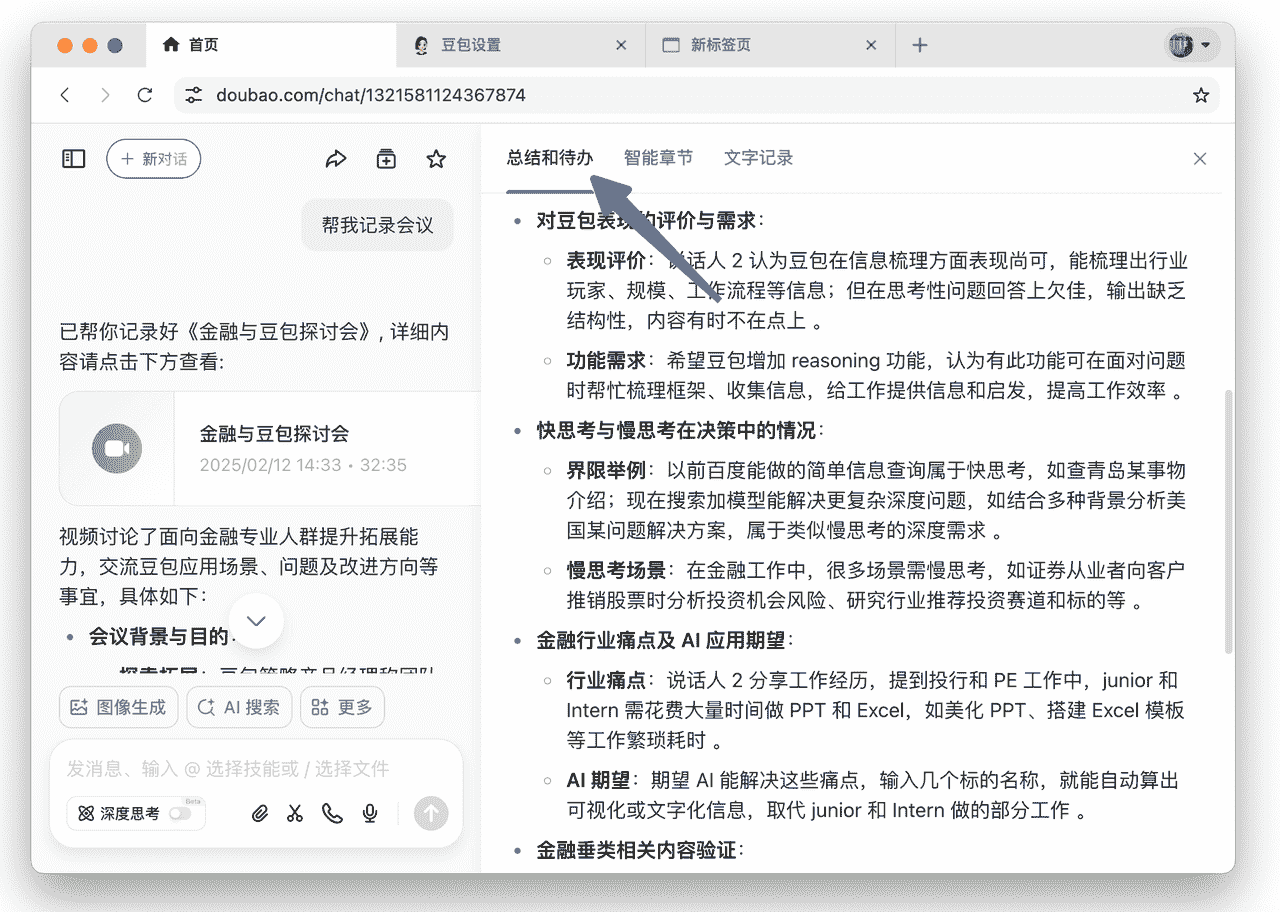 首页
豆包设置
新标签页
doubao.com/chat/1321581124367874
新对话
帮我记录会议
已帮你记录好《金融与豆包探讨会》, 详细内
容请点击下方查看:
金融与豆包探讨会
2025/02/12 14:33 • 32:35
视频讨论了面向金融专业人群提升拓展能
力，交流豆包应用场景、问题及改进方向等
事宜，具体如下：
• 会议背景与目的:
图像生成
AI 搜索
更多
发消息、输入 @ 选择技能或 / 选择文件
深度思考
Beta
总结和待办
智能章节
文字记录
• 对豆包表现的评价与需求：
◦ 表现评价：说话人 2 认为豆包在信息梳理方面表现尚可，能梳理出行业
玩家、规模、工作流程等信息；但在思考性问题回答上欠佳，输出缺乏
结构性，内容有时不在点上 。
◦ 功能需求：希望豆包增加 reasoning 功能，认为有此功能可在面对问题
时帮忙梳理框架、收集信息，给工作提供信息和启发，提高工作效率 。
• 快思考与慢思考在决策中的情况：
◦ 界限举例：以前百度能做的简单信息查询属于快思考，如查青岛某事物
介绍；现在搜索加模型能解决更复杂深度问题，如结合多种背景分析美
国某问题解决方案，属于类似慢思考的深度需求 。
◦ 慢思考场景：在金融工作中，很多场景需慢思考，如证券从业者向客户
推销股票时分析投资机会风险、研究行业推荐投资赛道和标的等 。
• 金融行业痛点及 AI 应用期望：
◦ 行业痛点：说话人 2 分享工作经历，提到投行和 PE 工作中，junior 和
Intern 需花费大量时间做 PPT 和 Excel，如美化 PPT、搭建 Excel 模板
等工作繁琐耗时 。
◦ AI 期望：期望 AI 能解决这些痛点，输入几个标的名称，就能自动算出
可视化或文字化信息，取代 junior 和 Intern 做的部分工作 。
• 金融垂类相关内容验证：